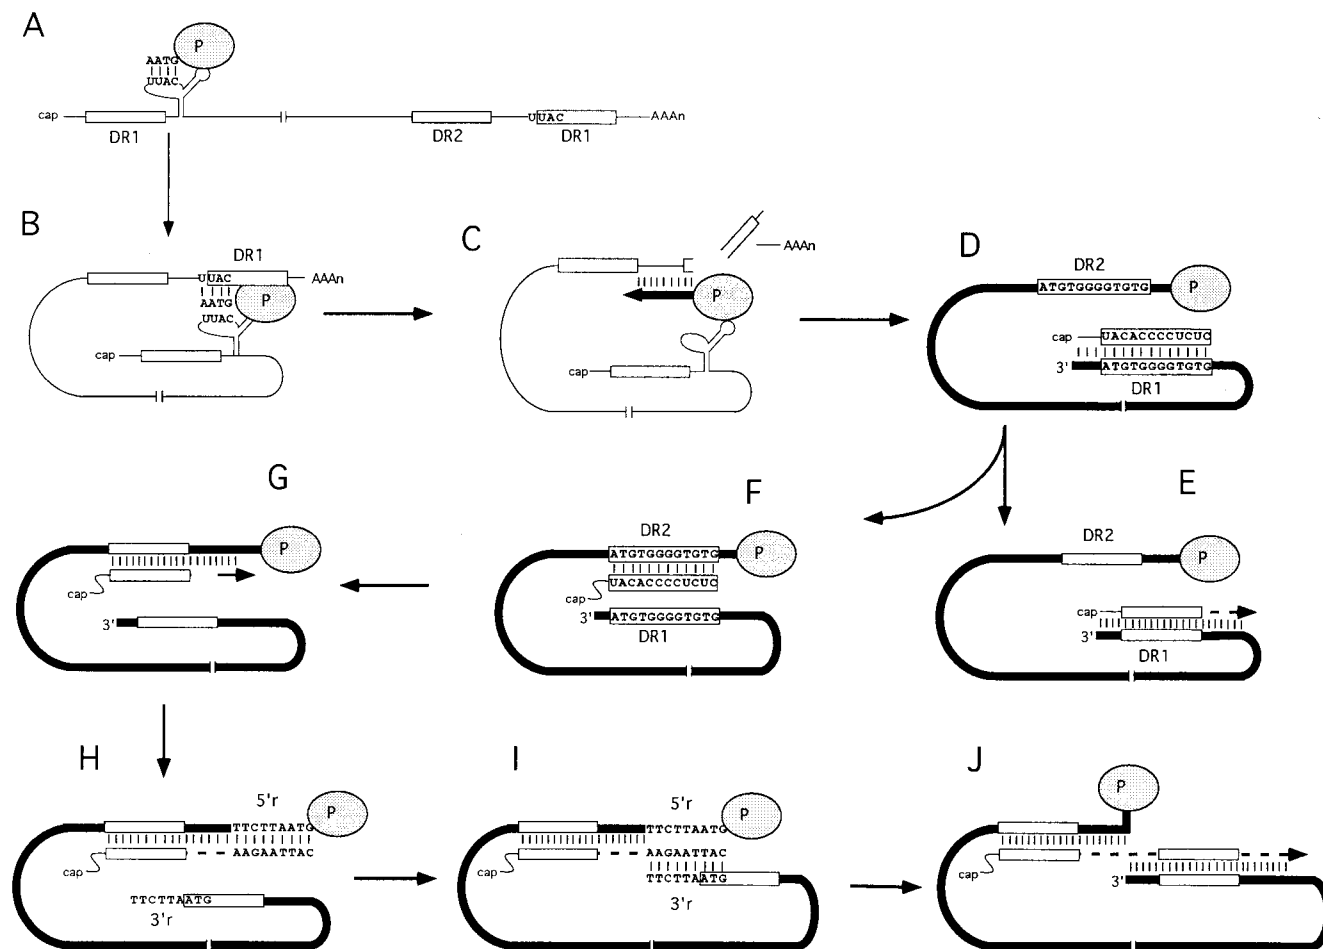 A
P
AATG
UUAC
cap
DR1
DR2
UUAC
DR1
AAAn
B
DR1
UUAC
AAAn
AATG
P
UUAC
cap
C
AAAn
P
cap
D
DR2
ATGTGGGGTGTG
P
cap
UACACCCCUCUC
3'
ATGTGGGGTGTG
DR1
E
DR2
P
cap
3'
DR1
F
DR2
ATGTGGGGTGTG
P
UACACCCCUCUC
cap
3'
ATGTGGGGTGTG
DR1
G
P
cap
3'
H
5'r
P
TTCTTAATG
AAGAATTAC
cap
TTCTTAATG
3'r
I
5'r
P
TTCTTAATG
AAGAATTAC
cap
TTCTTAATG
3'r
J
P
cap
3'